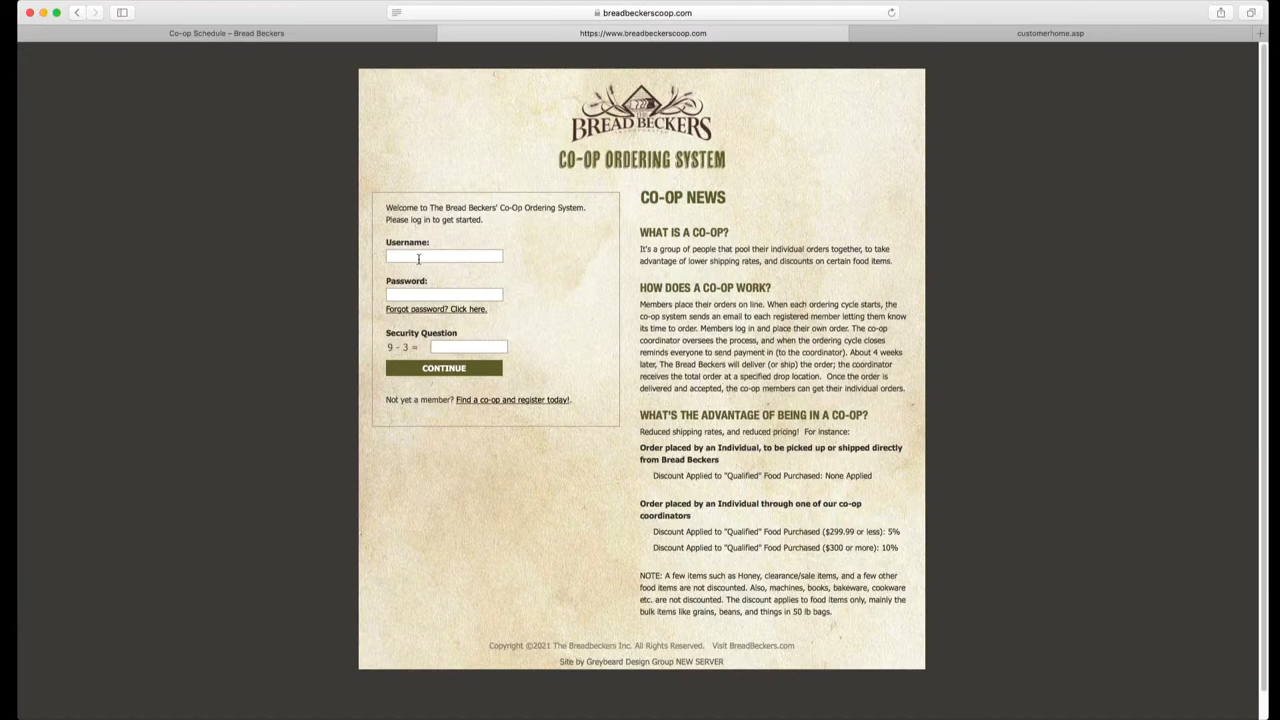 breadbeckerscoop.com
Co-op Schedule – Bread Beckers
https://www.breadbeckerscoop.com
customerhome.asp
THE
BREAD BECKERS
INCORPORATED
CO-OP ORDERING SYSTEM
Welcome to The Bread Beckers' Co-Op Ordering System.
Please log in to get started.
Username:
Password:
Forgot password? Click here.
Security Question
9 - 3 =
CONTINUE
Not yet a member? Find a co-op and register today!.
CO-OP NEWS
WHAT IS A CO-OP?
It's a group of people that pool their individual orders together, to take
advantage of lower shipping rates, and discounts on certain food items.
HOW DOES A CO-OP WORK?
Members place their orders on line. When each ordering cycle starts, the
co-op system sends an email to each registered member letting them know
its time to order. Members log in and place their own order. The co-op
coordinator oversees the process, and when the ordering cycle closes
reminds everyone to send payment in (to the coordinator). About 4 weeks
later, The Bread Beckers will deliver (or ship) the order; the coordinator
receives the total order at a specified drop location.  Once the order is
delivered and accepted, the co-op members can get their individual orders.
WHAT'S THE ADVANTAGE OF BEING IN A CO-OP?
Reduced shipping rates, and reduced pricing!  For instance:
Order placed by an Individual, to be picked up or shipped directly
from Bread Beckers
Discount Applied to "Qualified" Food Purchased: None Applied
Order placed by an Individual through one of our co-op
coordinators
Discount Applied to "Qualified" Food Purchased ($299.99 or less): 5%
Discount Applied to "Qualified" Food Purchased ($300 or more): 10%
NOTE: A few items such as Honey, clearance/sale items, and a few other
food items are not discounted. Also, machines, books, bakeware, cookware
etc. are not discounted. The discount applies to food items only, mainly the
bulk items like grains, beans, and things in 50 lb bags.
Copyright ©2021 The Breadbeckers Inc. All Rights Reserved.   Visit BreadBeckers.com
Site by Greybeard Design Group NEW SERVER